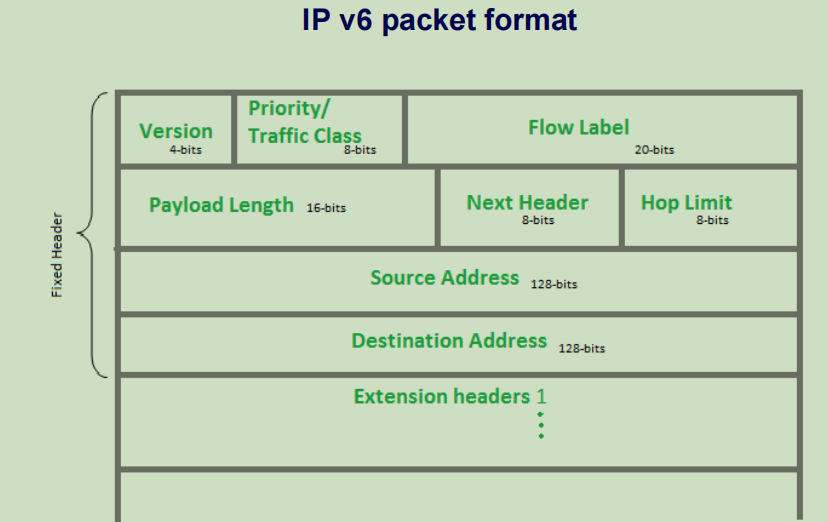 IP v6 packet format
Version
4-bits
Priority/
Traffic Class
8-bits
Flow Label
20-bits
Payload Length 16-bits
Next Header
8-bits
Hop Limit
8-bits
Fixed Header
Source Address 128-bits
Destination Address 128-bits
Extension headers 1